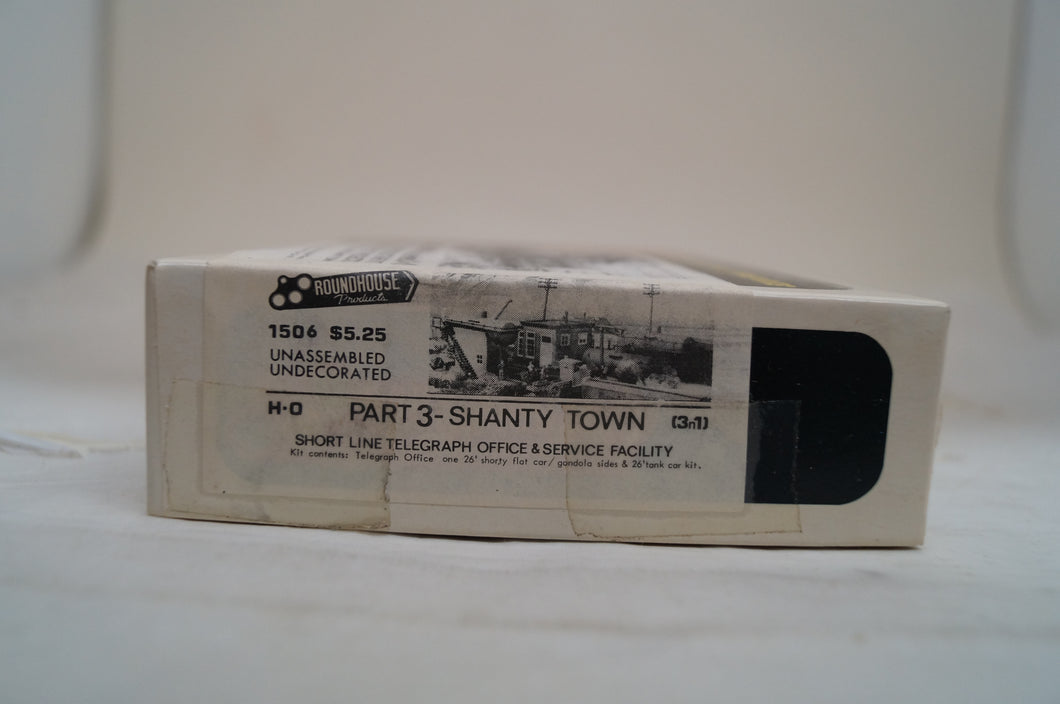 ROUNDHOUSE
Products
1506 $5.25
UNASSEMBLED
UNDECORATED
H·O PART 3-SHANTY TOWN (3n1)
SHORT LINE TELEGRAPH OFFICE & SERVICE FACILITY
Kit contents: Telegraph Office one 26' shorty flat car/ gondola sides & 26'tank car kit.